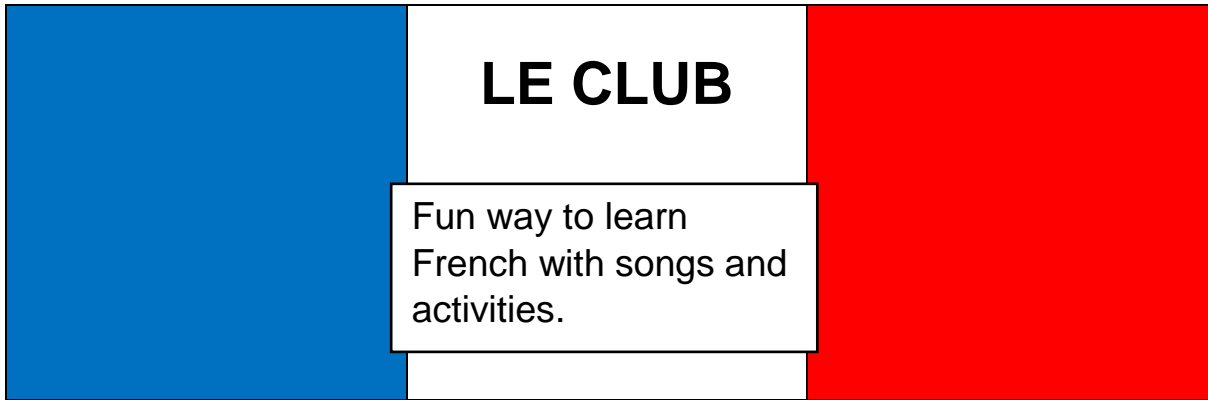 LE CLUB
Fun way to learn
French with songs and
activities.